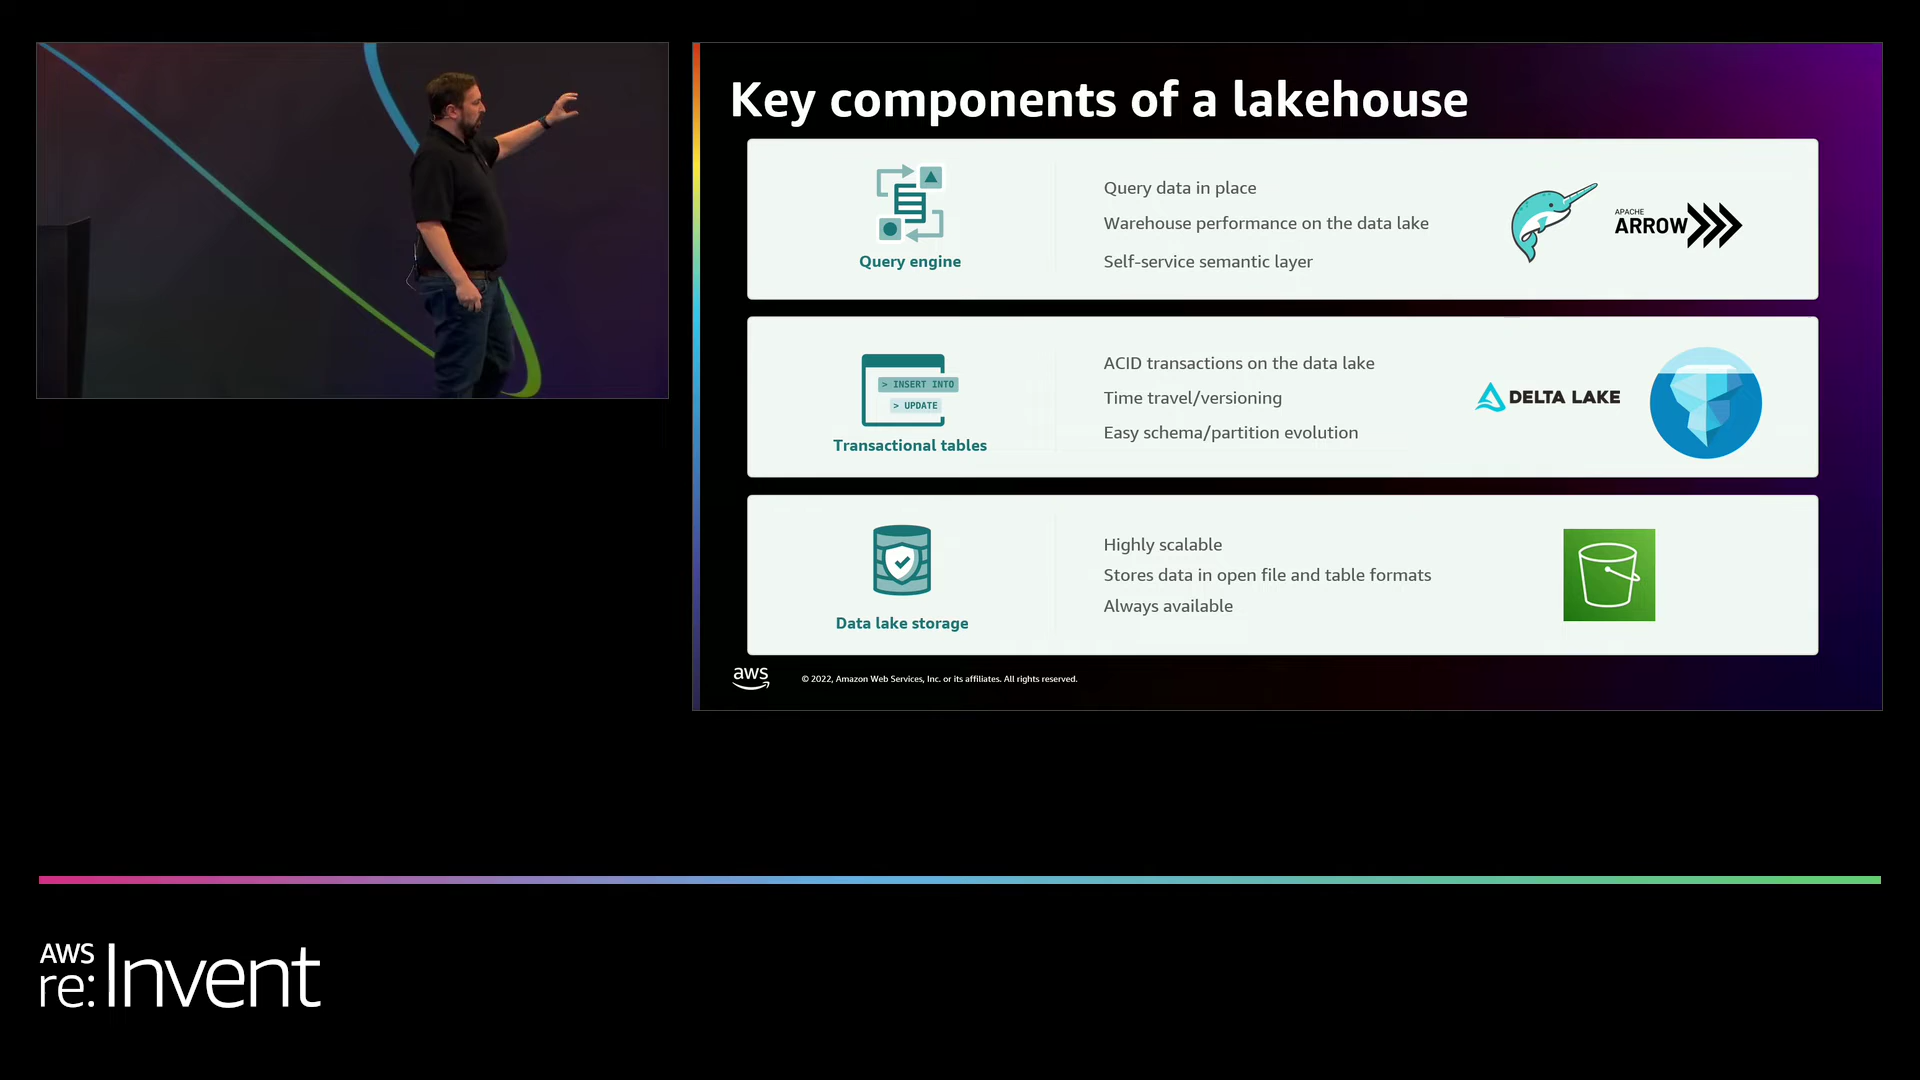 Key components of a lakehouse
Query engine
Query data in place
Warehouse performance on the data lake
Self-service semantic layer
APACHE
ARROW
> INSERT INTO
> UPDATE
Transactional tables
ACID transactions on the data lake
Time travel/versioning
Easy schema/partition evolution
DELTA LAKE
Data lake storage
Highly scalable
Stores data in open file and table formats
Always available
aws
© 2022, Amazon Web Services, Inc. or its affiliates. All rights reserved.
AWS
re:Invent